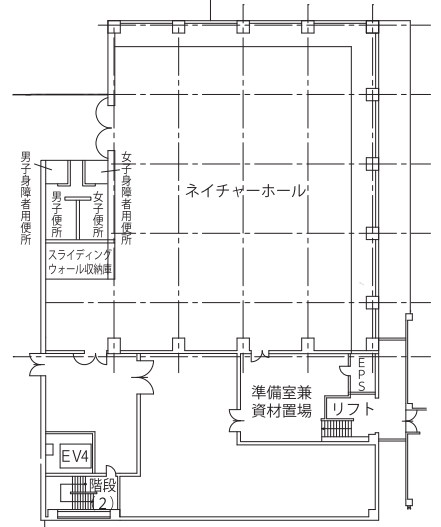 男子身障者用便所
女子身障者用便所
男子便所
女子便所
ネイチャーホール
スライディング
ウォール収納庫
EPS
準備室兼
資材置場
リフト
EV4
階段
(2)